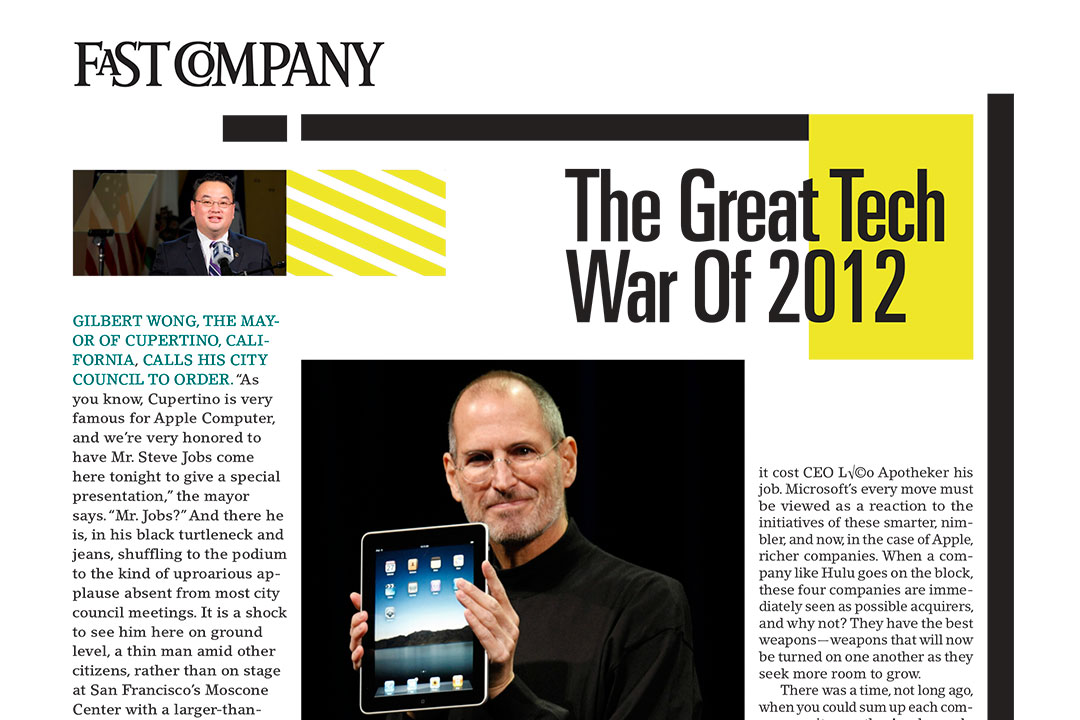 FAST COMPANY
The Great Tech
War Of 2012
GILBERT WONG, THE MAY-
OR OF CUPERTINO, CALI-
FORNIA, CALLS HIS CITY
COUNCIL TO ORDER. “As
you know, Cupertino is very
famous for Apple Computer,
and we’re very honored to
have Mr. Steve Jobs come
here tonight to give a special
presentation,” the mayor
says. “Mr. Jobs?” And there he
is, in his black turtleneck and
jeans, shuffling to the podium
to the kind of uproarious ap-
plause absent from most city
council meetings. It is a shock
to see him here on ground
level, a thin man amid other
citizens, rather than on stage
at San Francisco’s Moscone
Center with a larger-than-
it cost CEO L√©o Apotheker his
job. Microsoft’s every move must
be viewed as a reaction to the
initiatives of these smarter, nim-
bler, and now, in the case of Apple,
richer companies. When a com-
pany like Hulu goes on the block,
these four companies are imme-
diately seen as possible acquirers,
and why not? They have the best
weapons—weapons that will now
be turned on one another as they
seek more room to grow.
There was a time, not long ago,
when you could sum up each com-